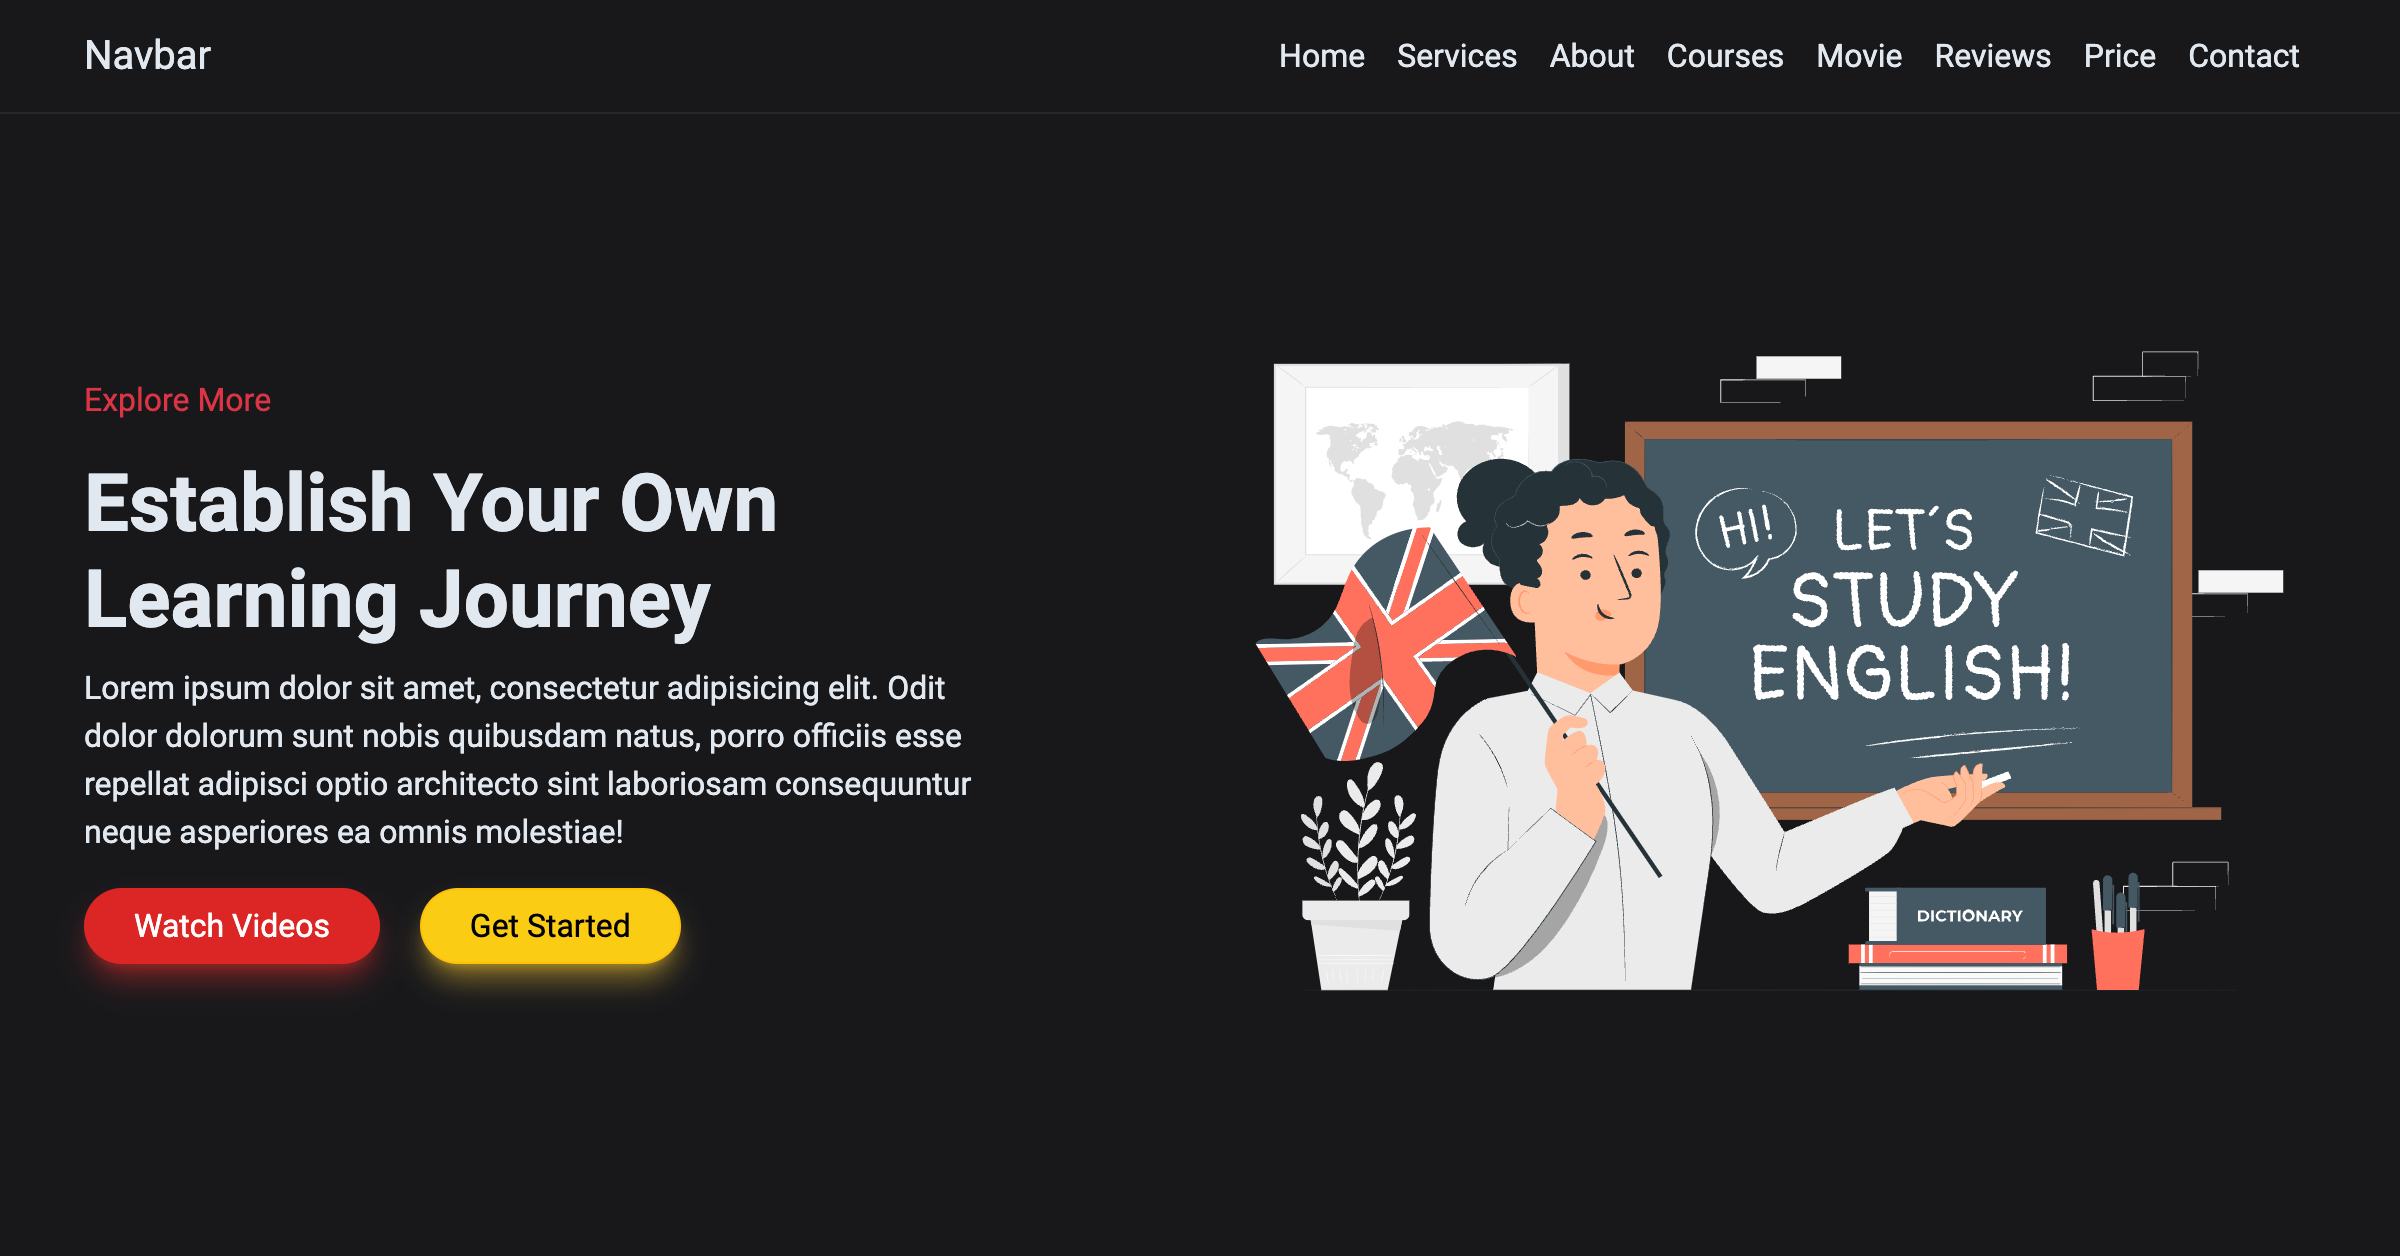 Navbar
Home Services About Courses Movie Reviews Price Contact
Explore More
Establish Your Own
Learning Journey
Lorem ipsum dolor sit amet, consectetur adipisicing elit. Odit
dolor dolorum sunt nobis quibusdam natus, porro officiis esse
repellat adipisci optio architecto sint laboriosam consequuntur
neque asperiores ea omnis molestiae!
Watch Videos Get Started
HI!
LET'S
STUDY
ENGLISH!
DICTIONARY